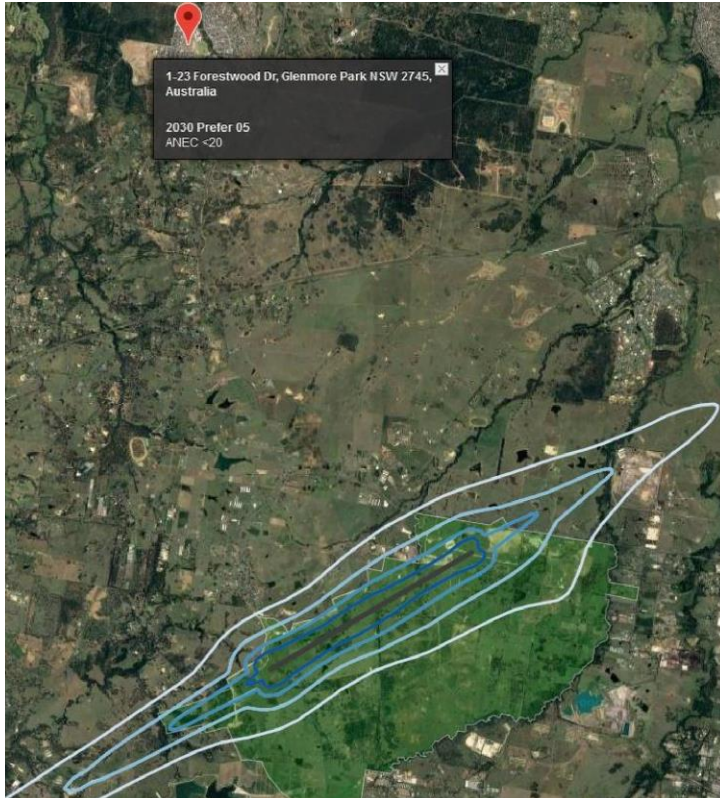 1-23 Forestwood Dr, Glenmore Park NSW 2745,
Australia
2030 Prefer 05
ANEC <20